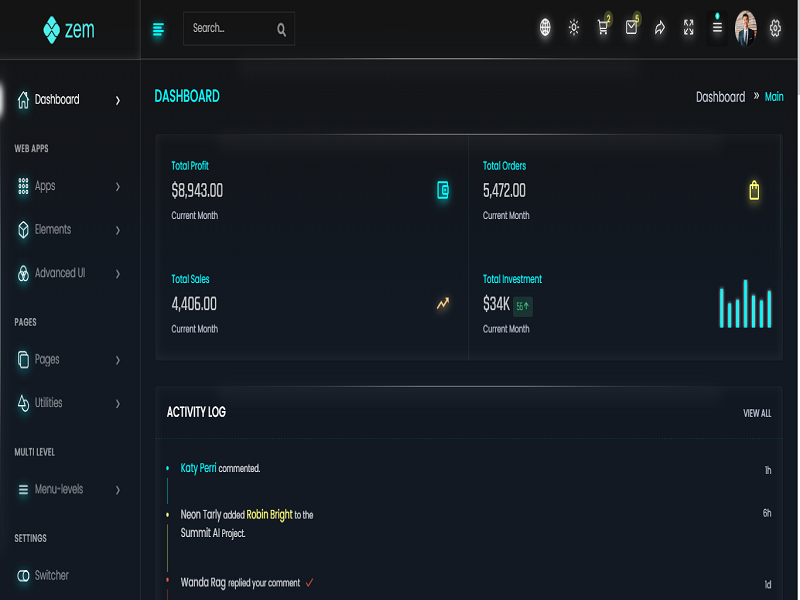 zem
Search...
2
5
Dashboard
WEB APPS
Apps
Elements
Advanced UI
PAGES
Pages
Utilities
MULTI LEVEL
Menu-levels
SETTINGS
Switcher
DASHBOARD
Dashboard » Main
Total Profit
$8,943.00
Current Month
Total Orders
5,472.00
Current Month
Total Sales
4,405.00
Current Month
Total Investment
$34K 55↑
Current Month
ACTIVITY LOG
VIEW ALL
Katy Perri commented.
1h
Neon Tarly added Robin Bright to the
6h
Summit AI Project.
Wanda Rag replied your comment ✓
1d